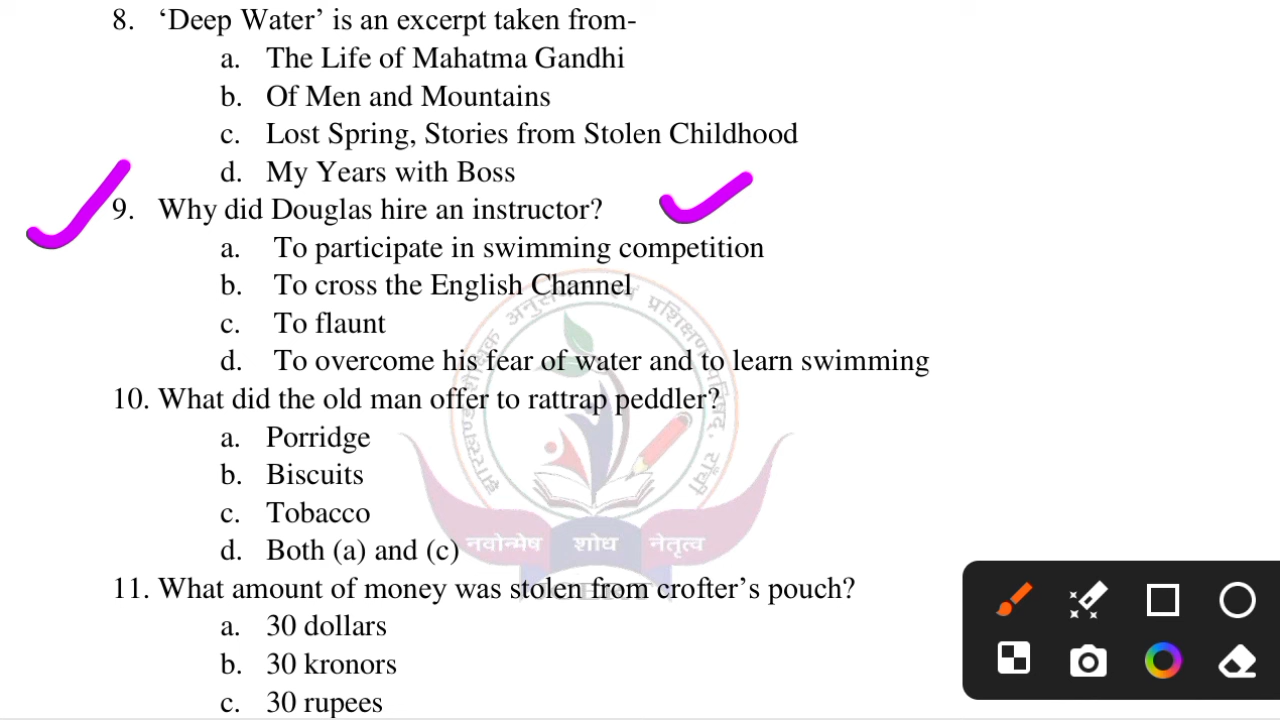 8. ‘Deep Water’ is an excerpt taken from-
a. The Life of Mahatma Gandhi
b. Of Men and Mountains
c. Lost Spring, Stories from Stolen Childhood
d. My Years with Boss
9. Why did Douglas hire an instructor?
a. To participate in swimming competition
b. To cross the English Channel
c. To flaunt
d. To overcome his fear of water and to learn swimming
10. What did the old man offer to rattrap peddler?
a. Porridge
b. Biscuits
c. Tobacco
d. Both (a) and (c)
नवोन्मेष शोध नेतृत्व
11. What amount of money was stolen from crofter’s pouch?
a. 30 dollars
b. 30 kronors
c. 30 rupees